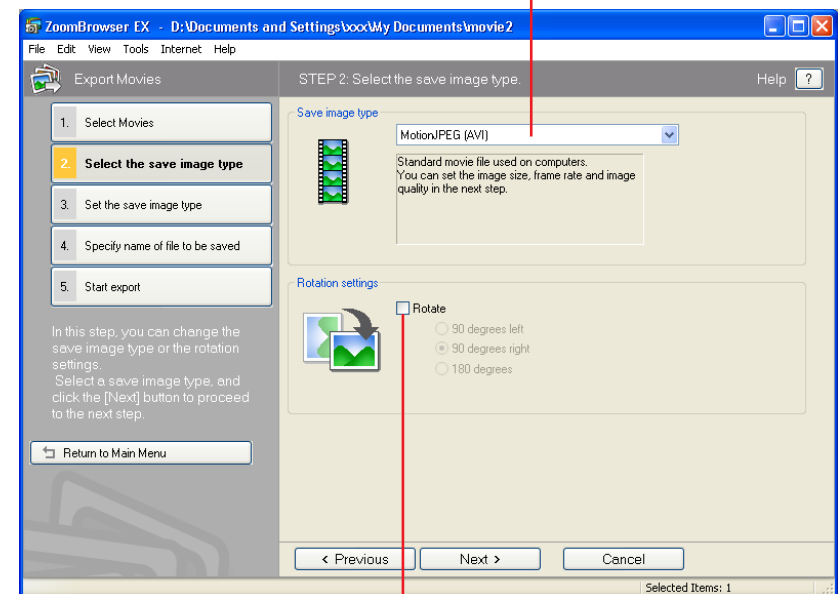 ZoomBrowser EX - D:\Documents and Settings\xxx\My Documents\movie2
File Edit View Tools Internet Help
Export Movies
STEP 2: Select the save image type.
Help ?
1. Select Movies
2. Select the save image type
3. Set the save image type
4. Specify name of file to be saved
5. Start export
In this step, you can change the
save image type or the rotation
settings.
Select a save image type, and
click the [Next] button to proceed
to the next step.
Return to Main Menu
Save image type
MotionJPEG (AVI)
Standard movie file used on computers.
You can set the image size, frame rate and image
quality in the next step.
Rotation settings
Rotate
90 degrees left
90 degrees right
180 degrees
< Previous
Next >
Cancel
Selected Items: 1